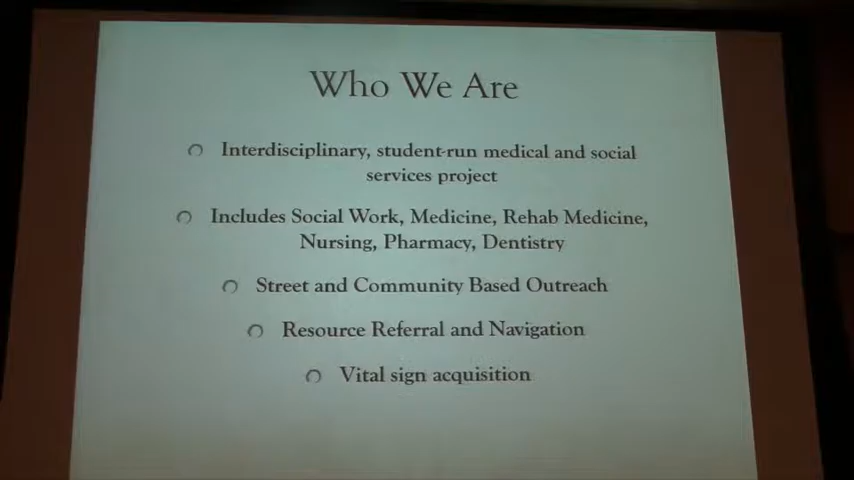 Who We Are
Interdisciplinary, student-run medical and social
services project
Includes Social Work, Medicine, Rehab Medicine,
Nursing, Pharmacy, Dentistry
Street and Community Based Outreach
Resource Referral and Navigation
Vital sign acquisition